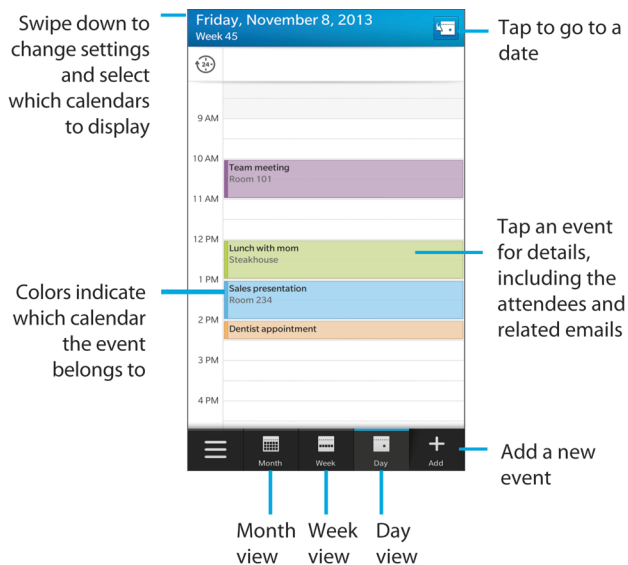 Swipe down to
change settings
and select
which calendars
to display
Friday, November 8, 2013
Week 45
Tap to go to a
date
24
9 AM
10 AM
Team meeting
Room 101
11 AM
12 PM
Lunch with mom
Steakhouse
Tap an event
for details,
including the
attendees and
related emails
1 PM
Colors indicate
which calendar
the event
belongs to
Sales presentation
Room 234
2 PM
Dentist appointment
3 PM
4 PM
Month
Week
Day
Add
Add a new
event
Month
view
Week
view
Day
view